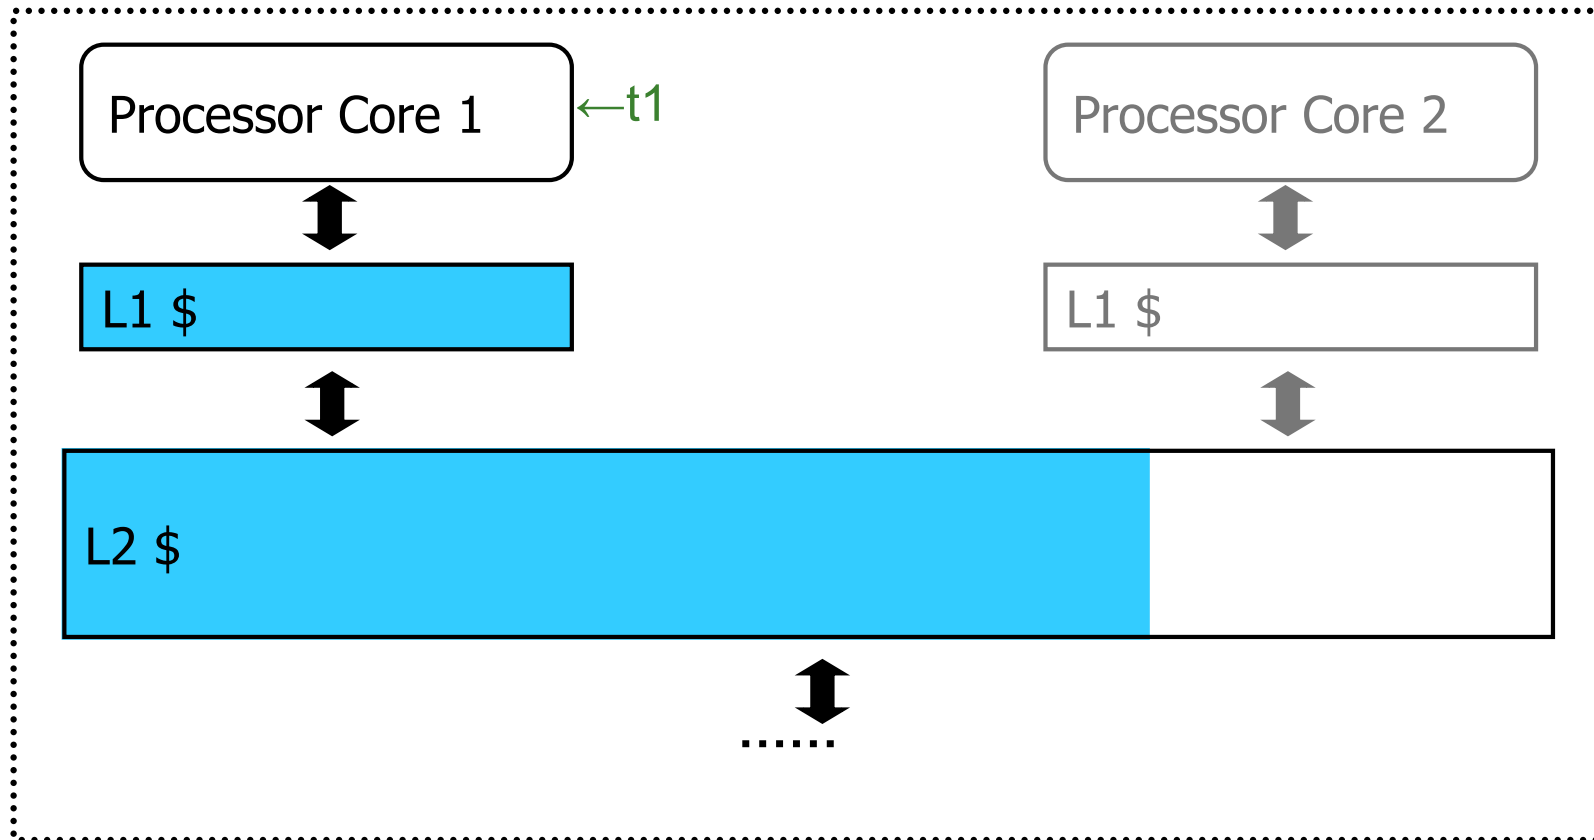 Processor Core 1
←t1
Processor Core 2
L1 $
L1 $
L2 $
......